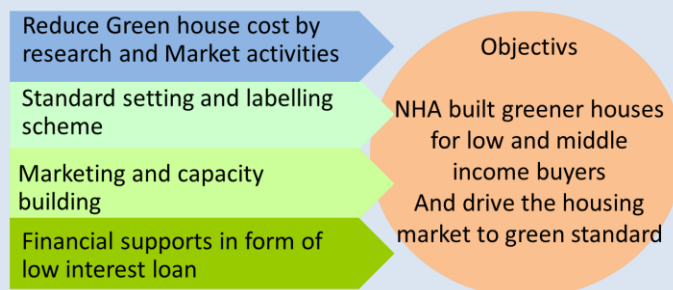 Reduce Green house cost by
research and Market activities
Standard setting and labelling
scheme
Marketing and capacity
building
Financial supports in form of
low interest loan
Objectivs
NHA built greener houses
for low and middle
income buyers
And drive the housing
market to green standard